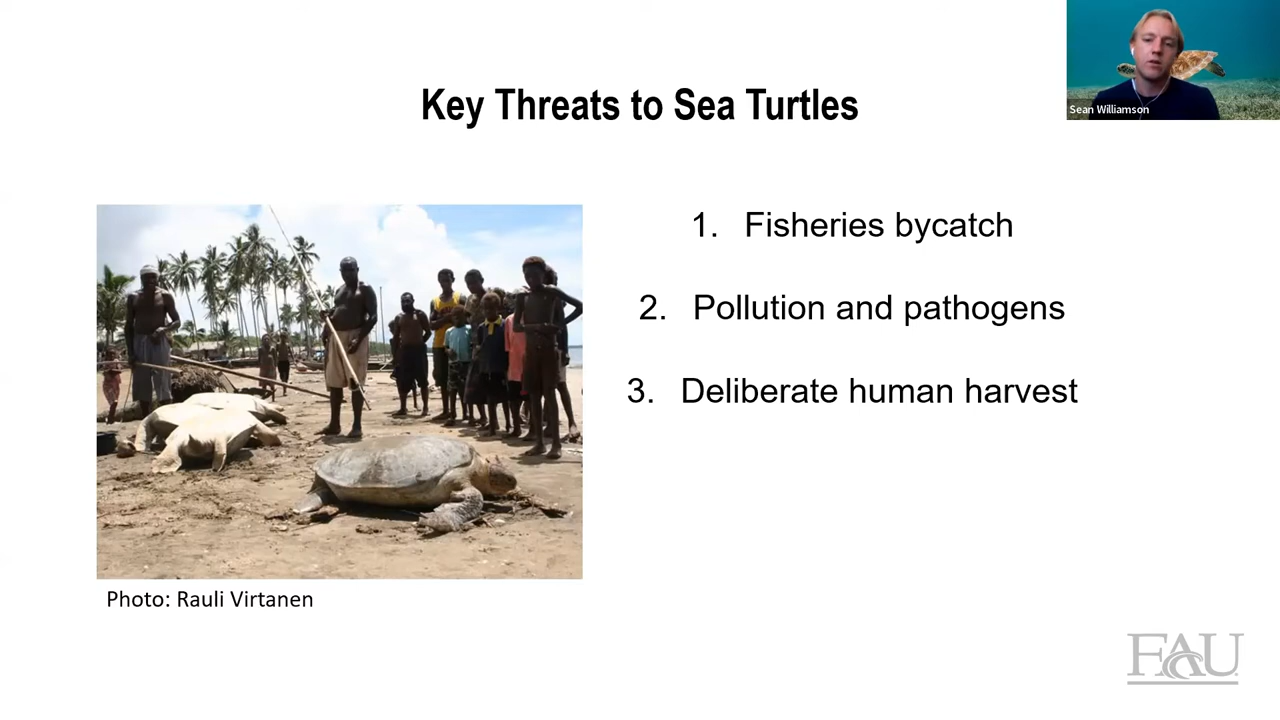 Sean Williamson
Key Threats to Sea Turtles
1. Fisheries bycatch
2. Pollution and pathogens
3. Deliberate human harvest
Photo: Rauli Virtanen
FAU